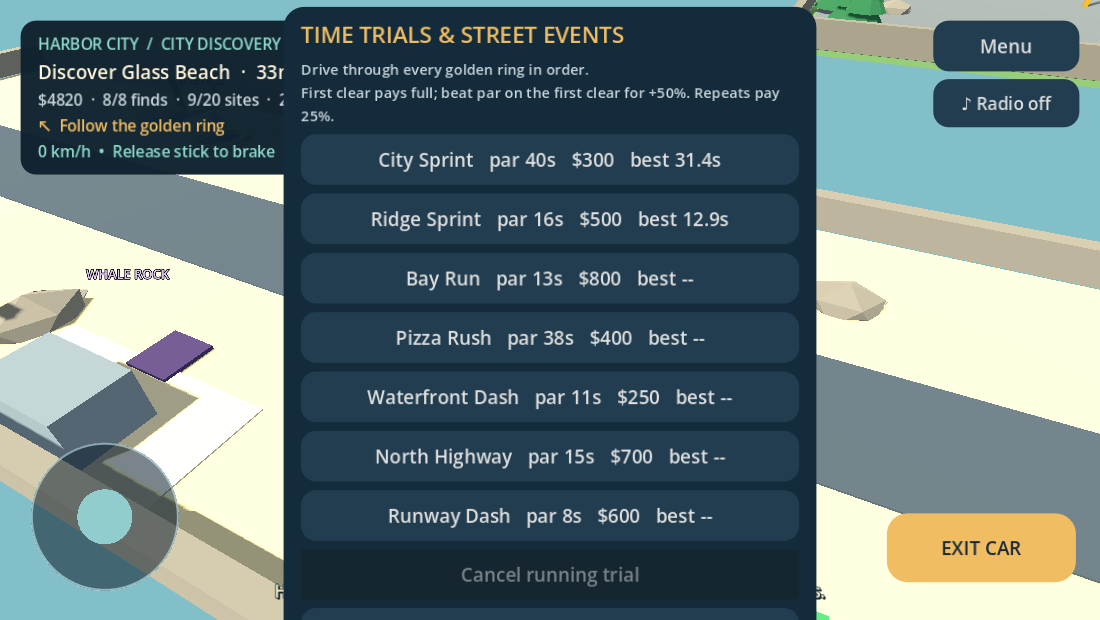 HARBOR CITY / CITY DISCOVERY
Discover Glass Beach · 33
$4820 · 8/8 finds · 9/20 sites · 2
↖ Follow the golden ring
0 km/h • Release stick to brake
TIME TRIALS & STREET EVENTS
Drive through every golden ring in order.
First clear pays full; beat par on the first clear for +50%. Repeats pay
25%.
City Sprint par 40s $300 best 31.4s
Ridge Sprint par 16s $500 best 12.9s
Bay Run par 13s $800 best --
Pizza Rush par 38s $400 best --
Waterfront Dash par 11s $250 best --
North Highway par 15s $700 best --
Runway Dash par 8s $600 best --
Cancel running trial
Menu
♪ Radio off
WHALE ROCK
EXIT CAR